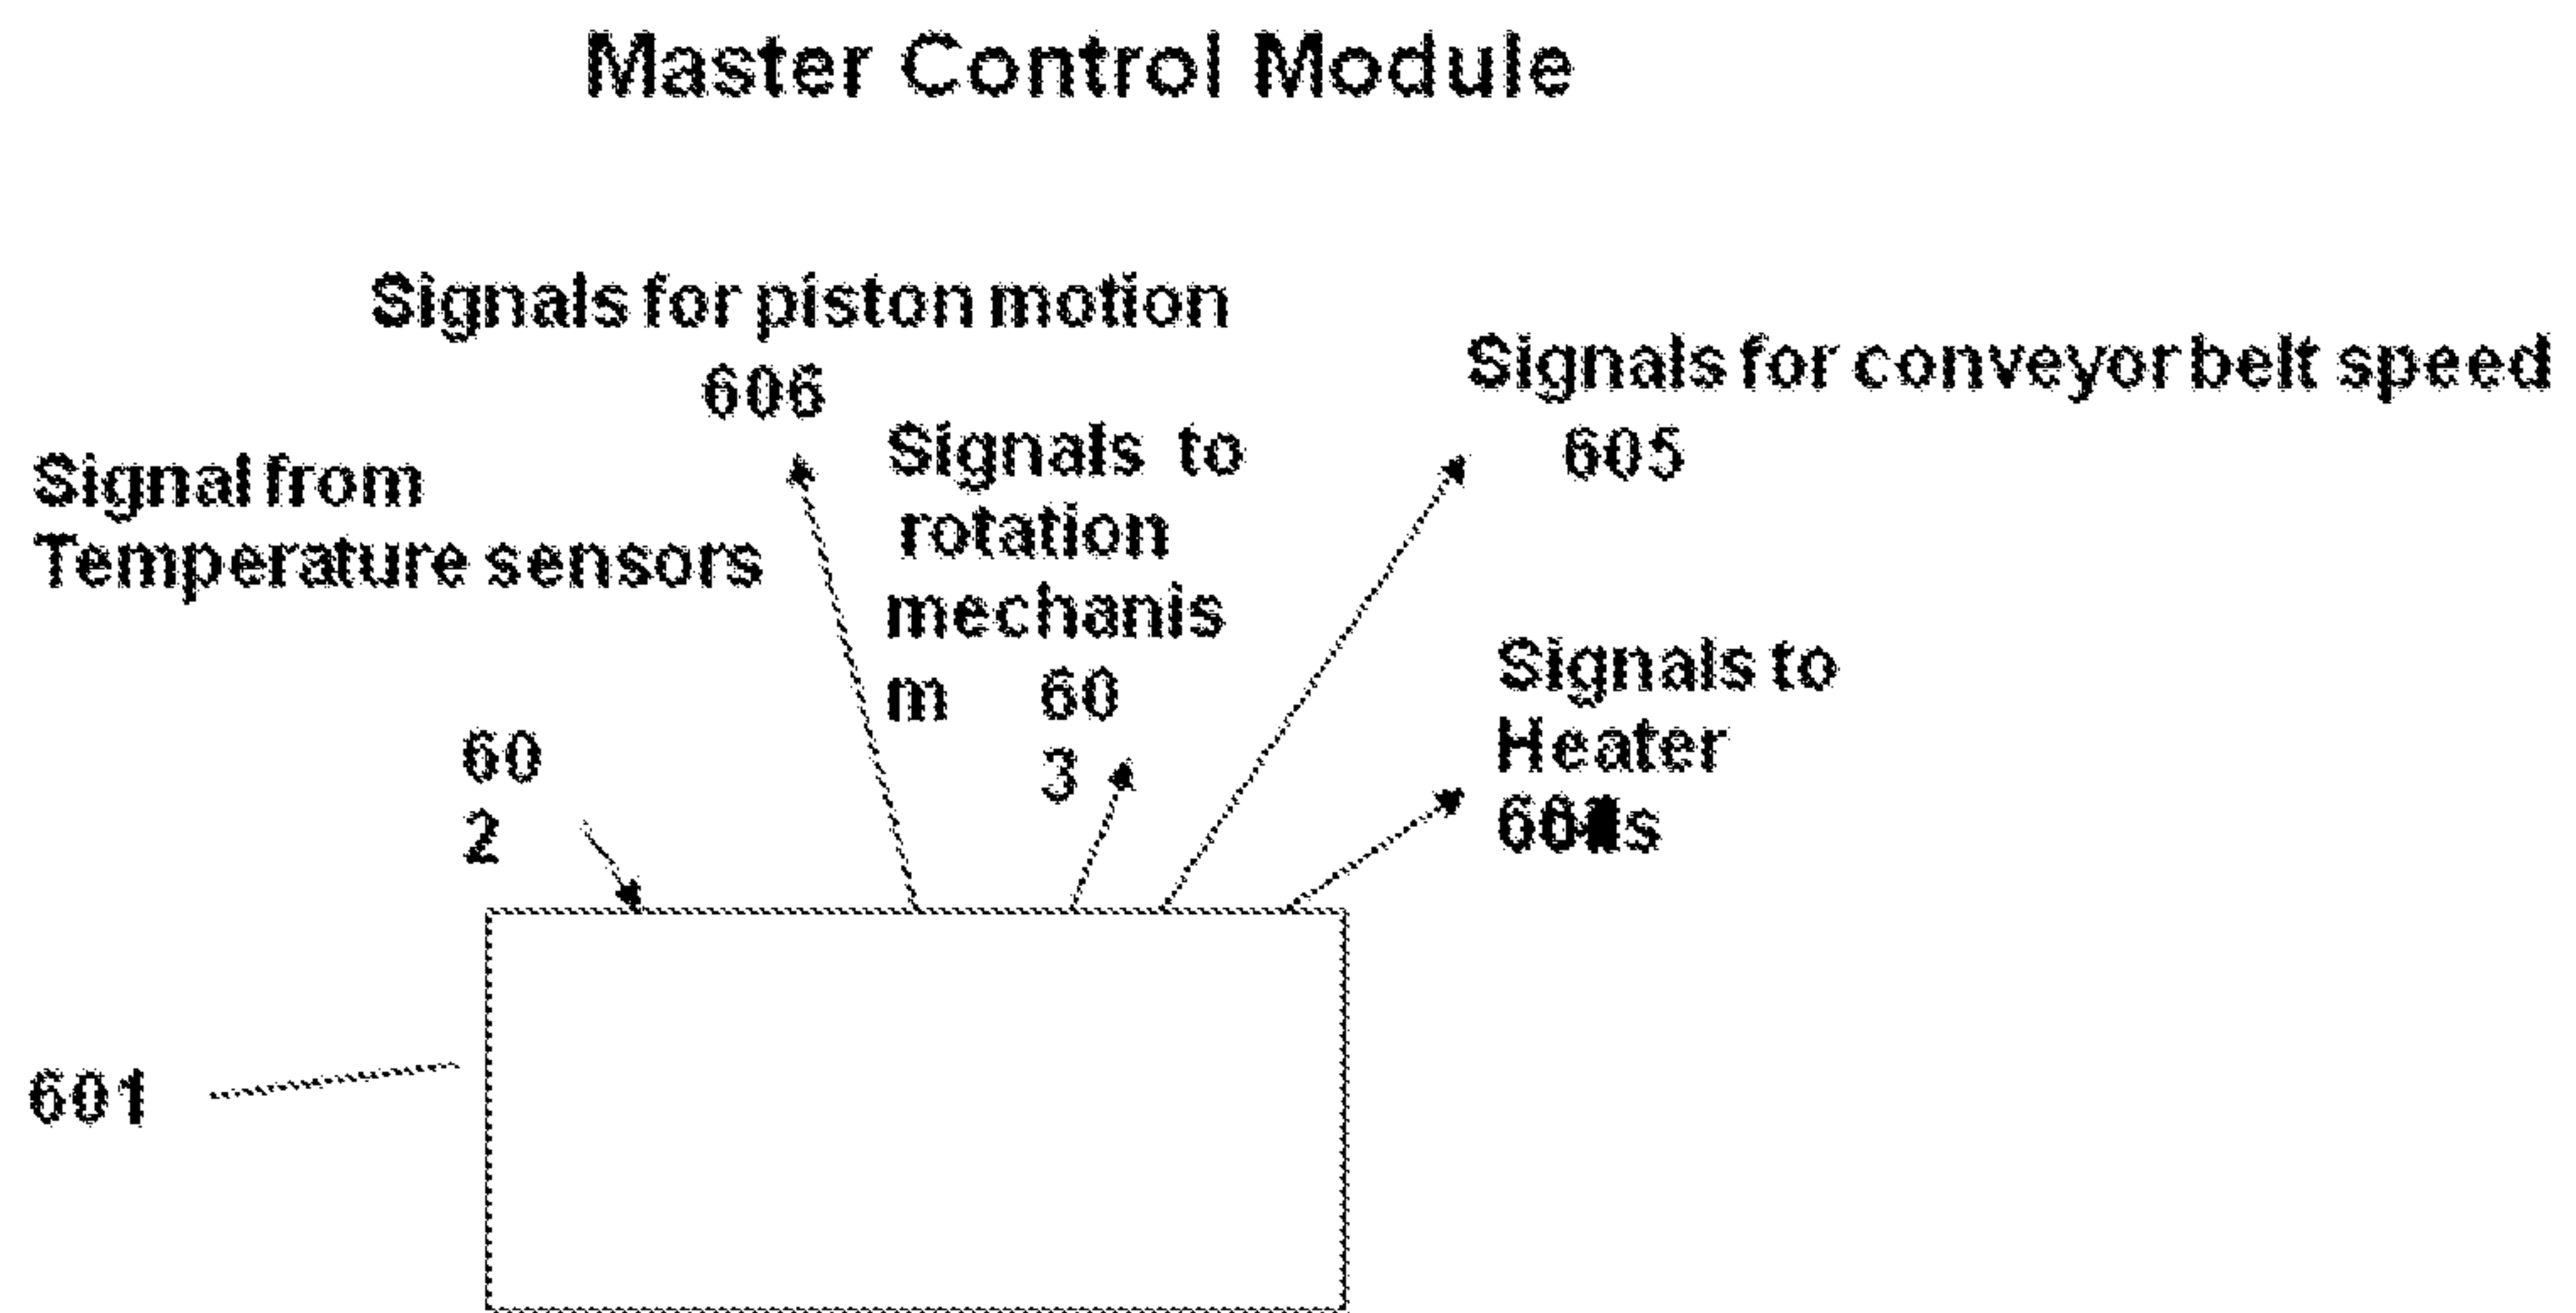 Master Control Module
Signals for piston motion
606
Signals for conveyor belt speed
605
Signal from
Temperature sensors
Signals to
rotation
mechanis
m 60
3
60
2
Signals to
Heater
601